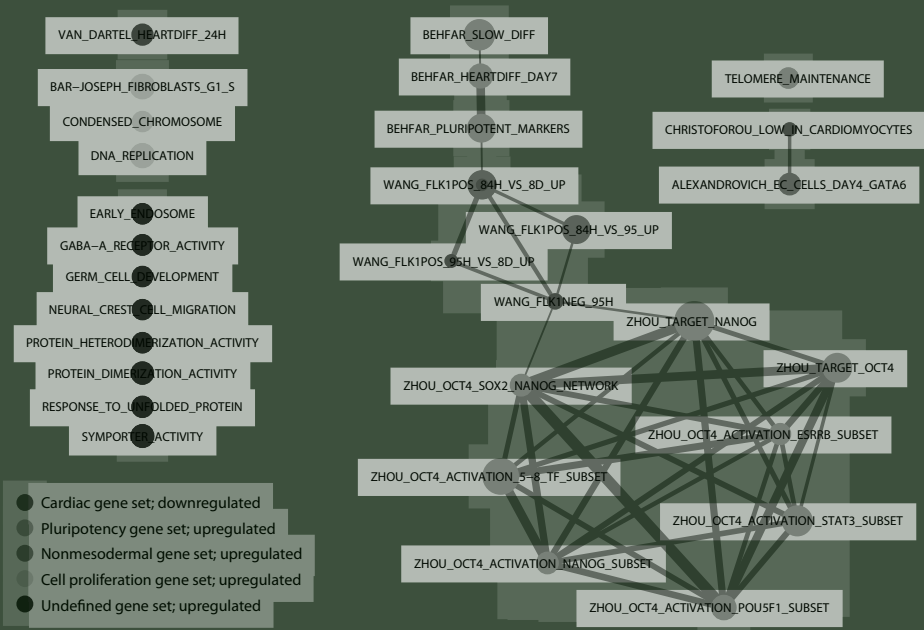 VAN_DARTEL_HEARTDIFF_24H
BAR–JOSEPH_FIBROBLASTS_G1_S
CONDENSED_CHROMOSOME
DNA_REPLICATION
EARLY_ENDOSOME
GABA–A_RECEPTOR_ACTIVITY
GERM_CELL_DEVELOPMENT
NEURAL_CREST_CELL_MIGRATION
PROTEIN_HETERODIMERIZATION_ACTIVITY
PROTEIN_DIMERIZATION_ACTIVITY
RESPONSE_TO_UNFOLDED_PROTEIN
SYMPORTER_ACTIVITY
Cardiac gene set; downregulated
Pluripotency gene set; upregulated
Nonmesodermal gene set; upregulated
Cell proliferation gene set; upregulated
Undefined gene set; upregulated
BEHFAR_SLOW_DIFF
BEHFAR_HEARTDIFF_DAY7
BEHFAR_PLURIPOTENT_MARKERS
WANG_FLK1POS_84H_VS_8D_UP
WANG_FLK1POS_84H_VS_95_UP
WANG_FLK1POS_95H_VS_8D_UP
WANG_FLK1NEG_95H
ZHOU_TARGET_NANOG
ZHOU_TARGET_OCT4
ZHOU_OCT4_SOX2_NANOG_NETWORK
ZHOU_OCT4_ACTIVATION_ESRRB_SUBSET
ZHOU_OCT4_ACTIVATION_5–8_TF_SUBSET
ZHOU_OCT4_ACTIVATION_STAT3_SUBSET
ZHOU_OCT4_ACTIVATION_NANOG_SUBSET
ZHOU_OCT4_ACTIVATION_POU5F1_SUBSET
TELOMERE_MAINTENANCE
CHRISTOFOROU_LOW_IN_CARDIOMYOCYTES
ALEXANDROVICH_EC_CELLS_DAY4_GATA6